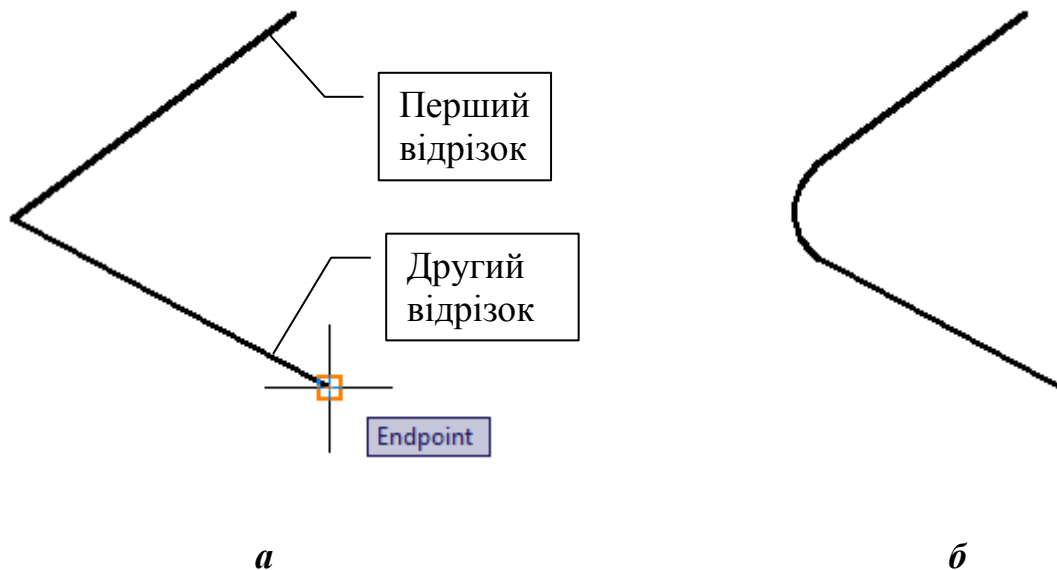 Перший
відрізок
Другий
відрізок
Endpoint
а
б